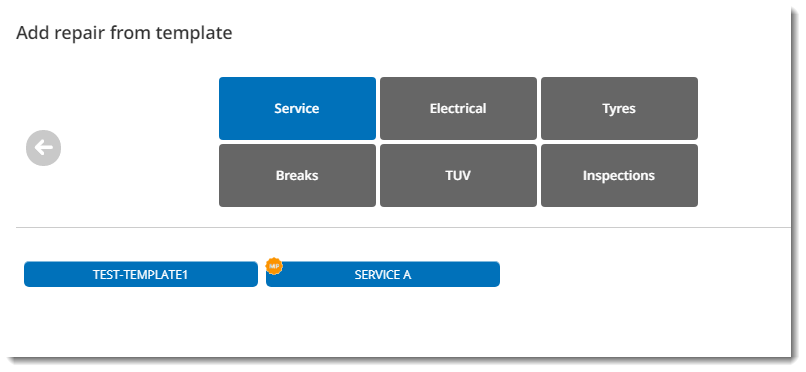 Add repair from template
Service
Electrical
Tyres
Breaks
TUV
Inspections
TEST-TEMPLATE1
SERVICE A